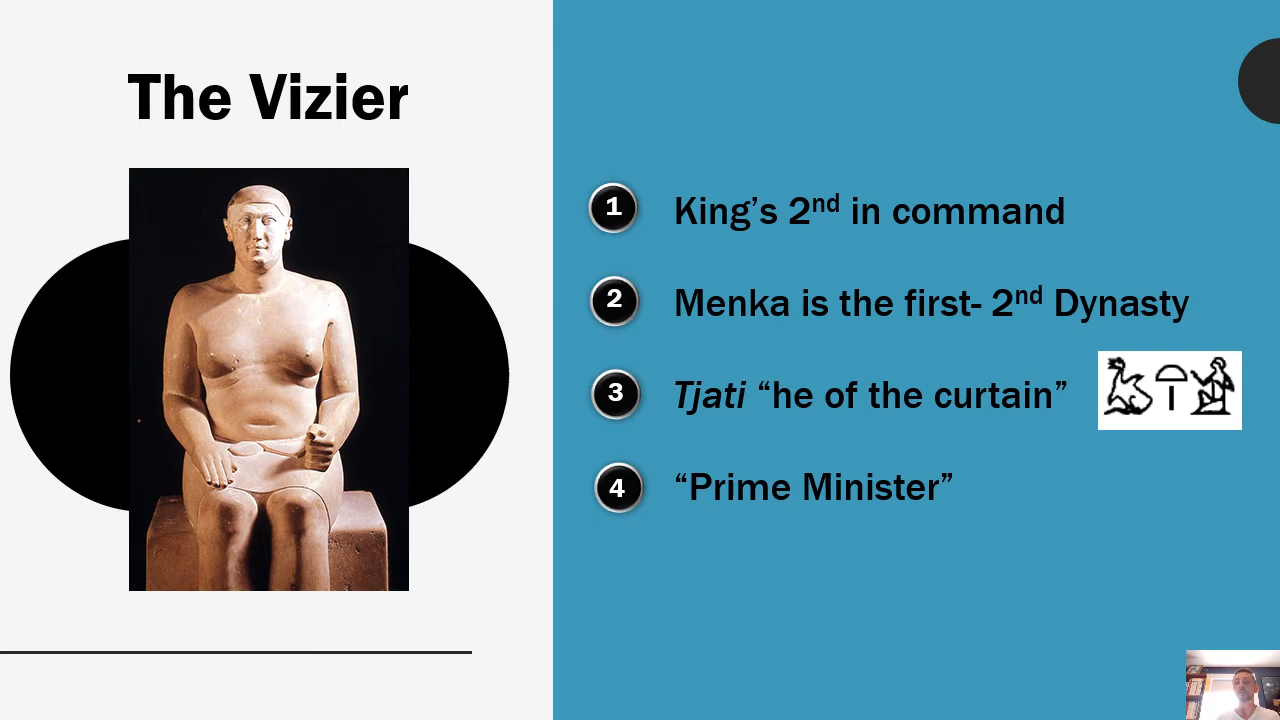 The Vizier
1 King’s 2nd in command
2 Menka is the first- 2nd Dynasty
3 Tjati “he of the curtain”
4 “Prime Minister”